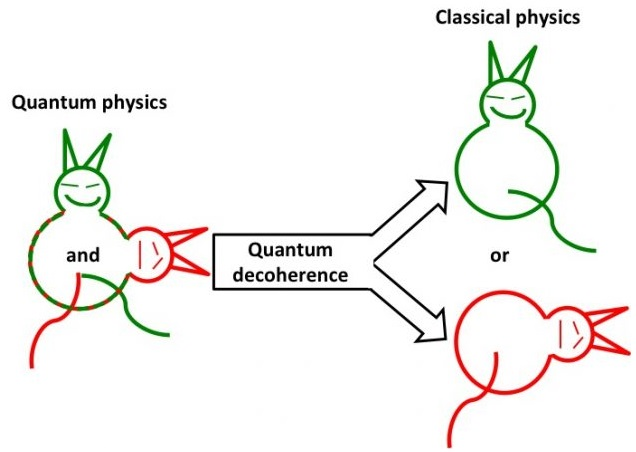 Classical physics
Quantum physics
and
Quantum
decoherence
or